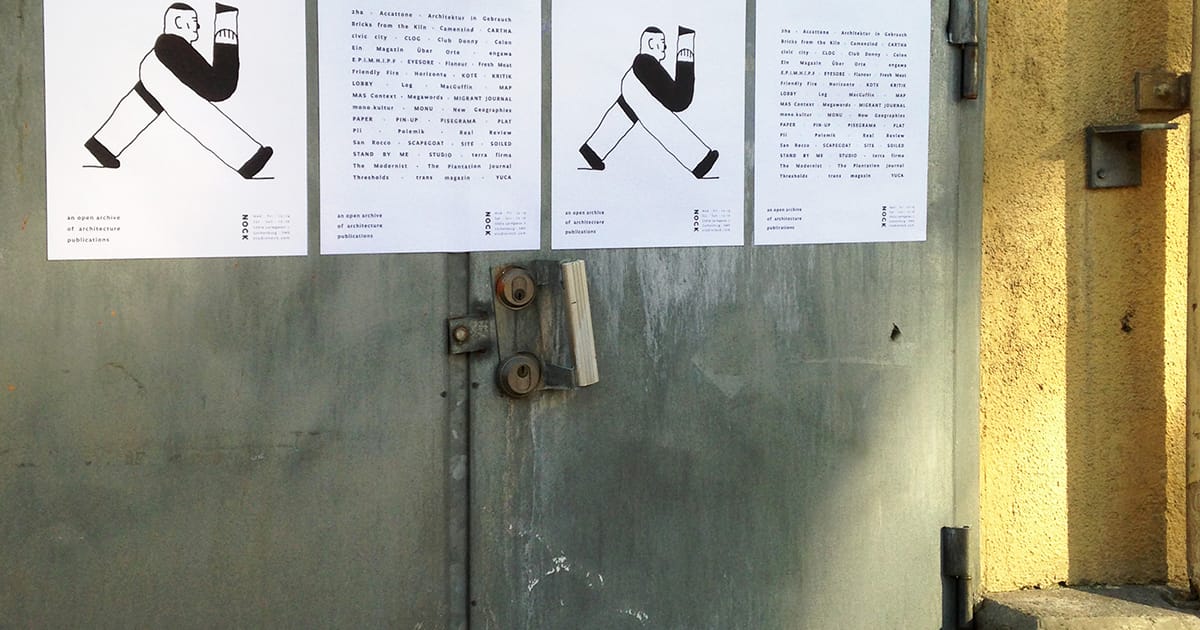 an open archive
of architecture
publications
NOCK
2ha · Accattone · Architektur in Gebrauch
Bricks from the Kiln · Camenzind · CARTHA
civic city · CLOG · Club Donny · Colon
Ein Magazin Über Orte · engawa
E.P.I.M.H.I.P.F · EYESORE · Flaneur · Fresh Meat
Friendly Fire · Horizonte · KOTE · KRITIK
LOBBY · Log · MacGuffin · MAP
MAS Context · Megawords · MIGRANT JOURNAL
mono.kultur · MONU · New Geographies
PAPER · PIN-UP · PISEGRAMA · PLAT
Pli · Polemik · Real Review
San Rocco · SCAPEGOAT · SITE · SOILED
STAND BY ME · STUDIO · terra firma
The Modernist · The Plantation Journal
Thresholds · trans magazin · YUCA
an open archive
of architecture
publications
NOCK
an open archive
of architecture
publications
NOCK
2ha · Accattone · Architektur in Gebrauch
Bricks from the Kiln · Camenzind · CARTHA
civic city · CLOG · Club Donny · Colon
Ein Magazin Über Orte · engawa
E.P.I.M.H.I.P.F · EYESORE · Flaneur · Fresh Meat
Friendly Fire · Horizonte · KOTE · KRITIK
LOBBY · Log · MacGuffin · MAP
MAS Context · Megawords · MIGRANT JOURNAL
mono.kultur · MONU · New Geographies
PAPER · PIN-UP · PISEGRAMA · PLAT
Pli · Polemik · Real Review
San Rocco · SCAPEGOAT · SITE · SOILED
STAND BY ME · STUDIO · terra firma
The Modernist · The Plantation Journal
Thresholds · trans magazin · YUCA
an open archive
of architecture
publications
NOCK